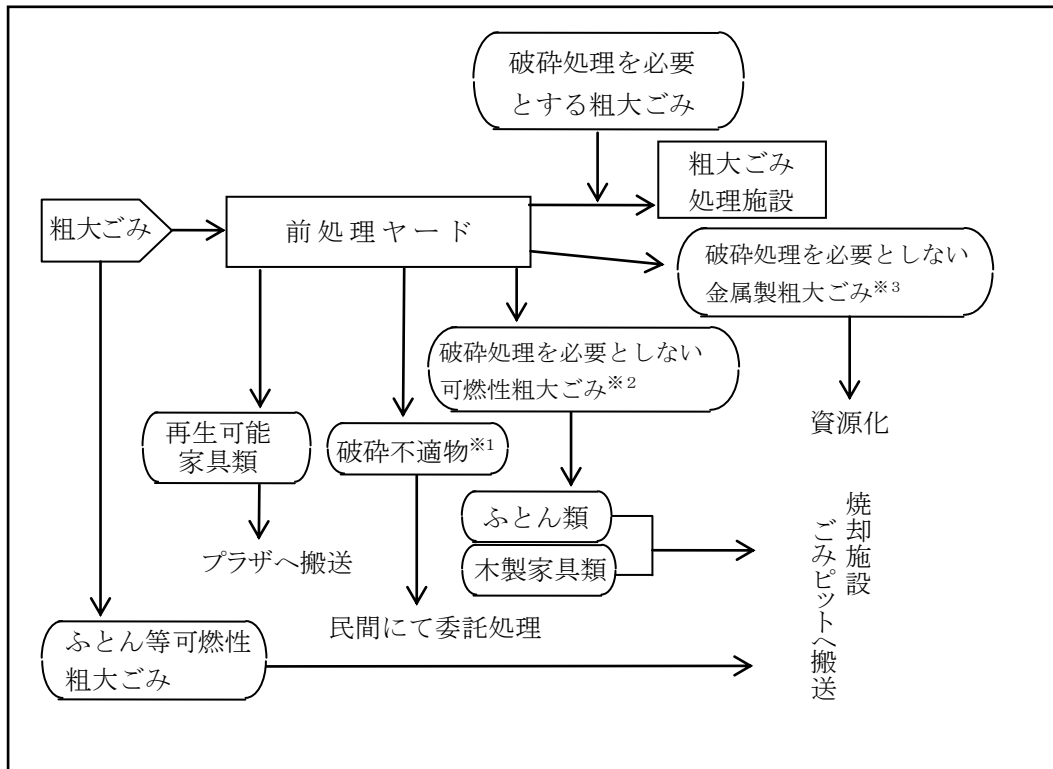 破砕処理を必要
とする粗大ごみ
粗大ごみ
処理施設
粗大ごみ
前処理ヤード
破砕処理を必要としない
金属製粗大ごみ※3
破砕処理を必要としない
可燃性粗大ごみ※2
資源化
再生可能
家具類
破砕不適物※1
ふとん類
木製家具類
焼却施設
ごみピットへ搬送
プラザへ搬送
民間にて委託処理
ふとん等可燃性
粗大ごみ